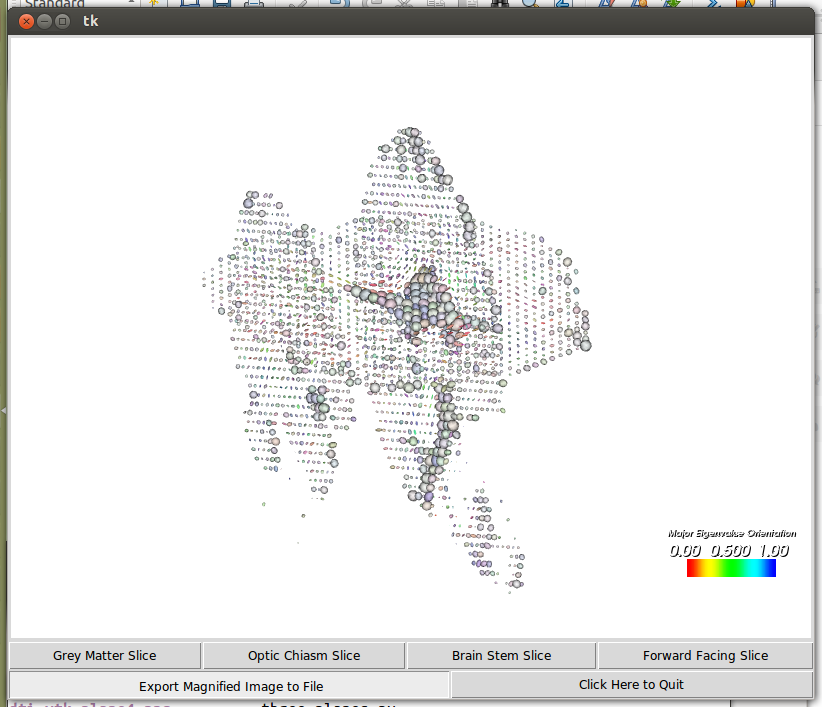 Standard
tk
Major Eigenvalue Orientation
0.00 0.500 1.00
Grey Matter Slice
Optic Chiasm Slice
Brain Stem Slice
Forward Facing Slice
Export Magnified Image to File
Click Here to Quit